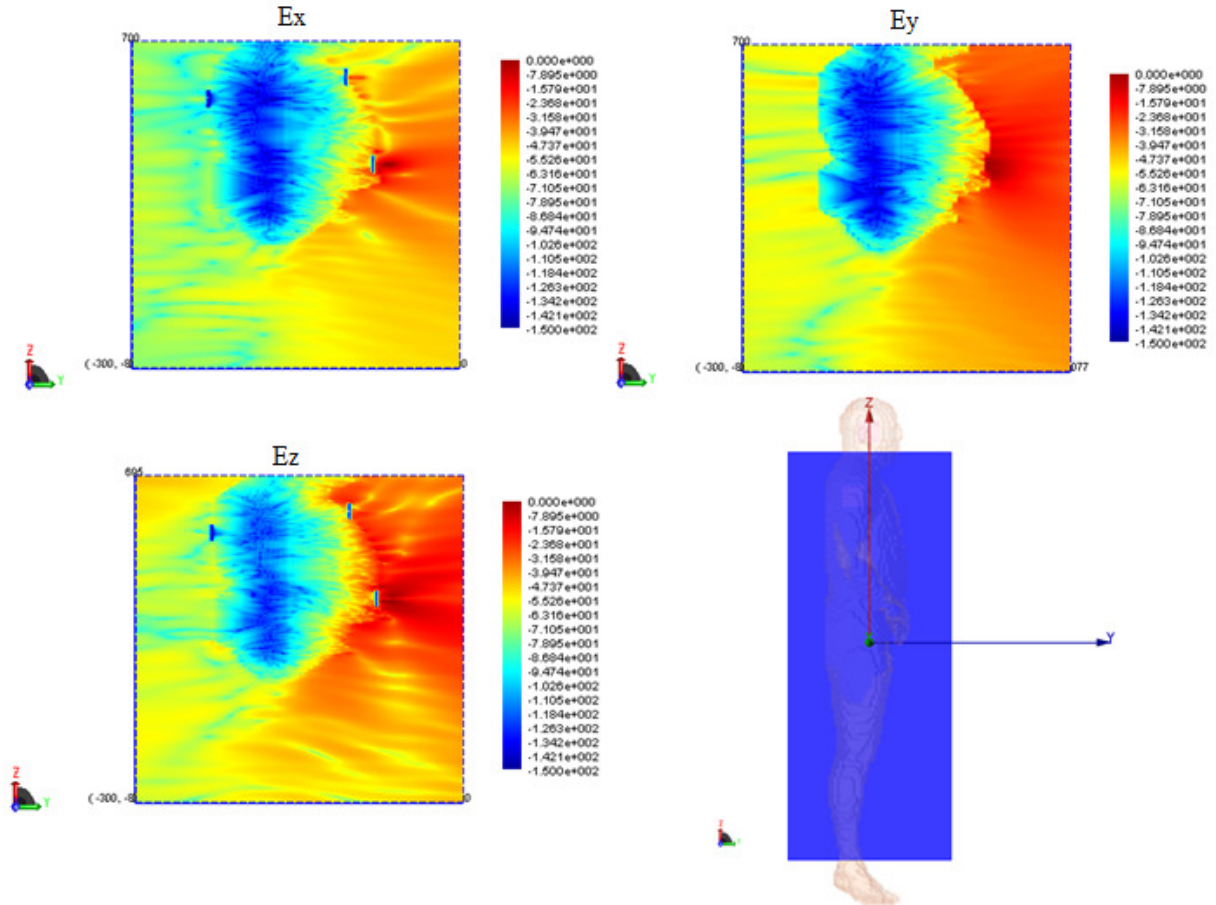 Ex
700
0.000e+000
-7.895e+000
-1.579e+001
-2.368e+001
-3.158e+001
-3.947e+001
-4.737e+001
-5.526e+001
-6.316e+001
-7.105e+001
-7.895e+001
-8.684e+001
-9.474e+001
-1.026e+002
-1.105e+002
-1.184e+002
-1.263e+002
-1.342e+002
-1.421e+002
-1.500e+002
Z
Y
(-300, -8
0
Ey
700
0.000e+000
-7.895e+000
-1.579e+001
-2.368e+001
-3.158e+001
-3.947e+001
-4.737e+001
-5.526e+001
-6.316e+001
-7.105e+001
-7.895e+001
-8.684e+001
-9.474e+001
-1.026e+002
-1.105e+002
-1.184e+002
-1.263e+002
-1.342e+002
-1.421e+002
-1.500e+002
Z
Y
(-300, -8
077
Ez
695
0.000e+000
-7.895e+000
-1.579e+001
-2.368e+001
-3.158e+001
-3.947e+001
-4.737e+001
-5.526e+001
-6.316e+001
-7.105e+001
-7.895e+001
-8.684e+001
-9.474e+001
-1.026e+002
-1.105e+002
-1.184e+002
-1.263e+002
-1.342e+002
-1.421e+002
-1.500e+002
Z
Y
(-300, -8
0
Z
Y
Z